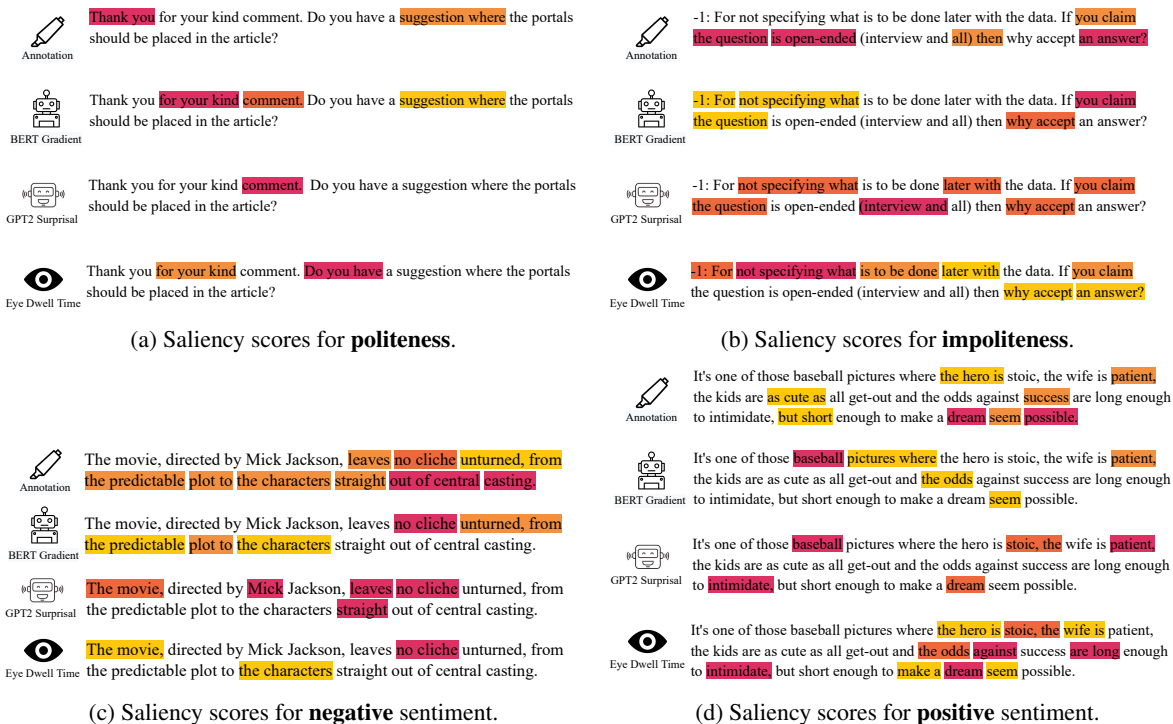 Thank you for your kind comment. Do you have a suggestion where the portals
should be placed in the article?
Annotation
Thank you for your kind comment. Do you have a suggestion where the portals
should be placed in the article?
BERT Gradient
Thank you for your kind comment. Do you have a suggestion where the portals
should be placed in the article?
GPT2 Surprisal
Thank you for your kind comment. Do you have a suggestion where the portals
should be placed in the article?
Eye Dwell Time
(a) Saliency scores for politeness.
-1: For not specifying what is to be done later with the data. If you claim
the question is open-ended (interview and all) then why accept an answer?
Annotation
-1: For not specifying what is to be done later with the data. If you claim
the question is open-ended (interview and all) then why accept an answer?
BERT Gradient
-1: For not specifying what is to be done later with the data. If you claim
the question is open-ended (interview and all) then why accept an answer?
GPT2 Surprisal
-1: For not specifying what is to be done later with the data. If you claim
the question is open-ended (interview and all) then why accept an answer?
Eye Dwell Time
(b) Saliency scores for impoliteness.
The movie, directed by Mick Jackson, leaves no cliche unturned, from
the predictable plot to the characters straight out of central casting.
Annotation
The movie, directed by Mick Jackson, leaves no cliche unturned, from
the predictable plot to the characters straight out of central casting.
BERT Gradient
The movie, directed by Mick Jackson, leaves no cliche unturned, from
the predictable plot to the characters straight out of central casting.
GPT2 Surprisal
The movie, directed by Mick Jackson, leaves no cliche unturned, from
the predictable plot to the characters straight out of central casting.
Eye Dwell Time
(c) Saliency scores for negative sentiment.
It's one of those baseball pictures where the hero is stoic, the wife is patient,
the kids are as cute as all get-out and the odds against success are long enough
to intimidate, but short enough to make a dream seem possible.
Annotation
It's one of those baseball pictures where the hero is stoic, the wife is patient,
the kids are as cute as all get-out and the odds against success are long enough
to intimidate, but short enough to make a dream seem possible.
BERT Gradient
It's one of those baseball pictures where the hero is stoic, the wife is patient,
the kids are as cute as all get-out and the odds against success are long enough
to intimidate, but short enough to make a dream seem possible.
GPT2 Surprisal
It's one of those baseball pictures where the hero is stoic, the wife is patient,
the kids are as cute as all get-out and the odds against success are long enough
to intimidate, but short enough to make a dream seem possible.
Eye Dwell Time
(d) Saliency scores for positive sentiment.